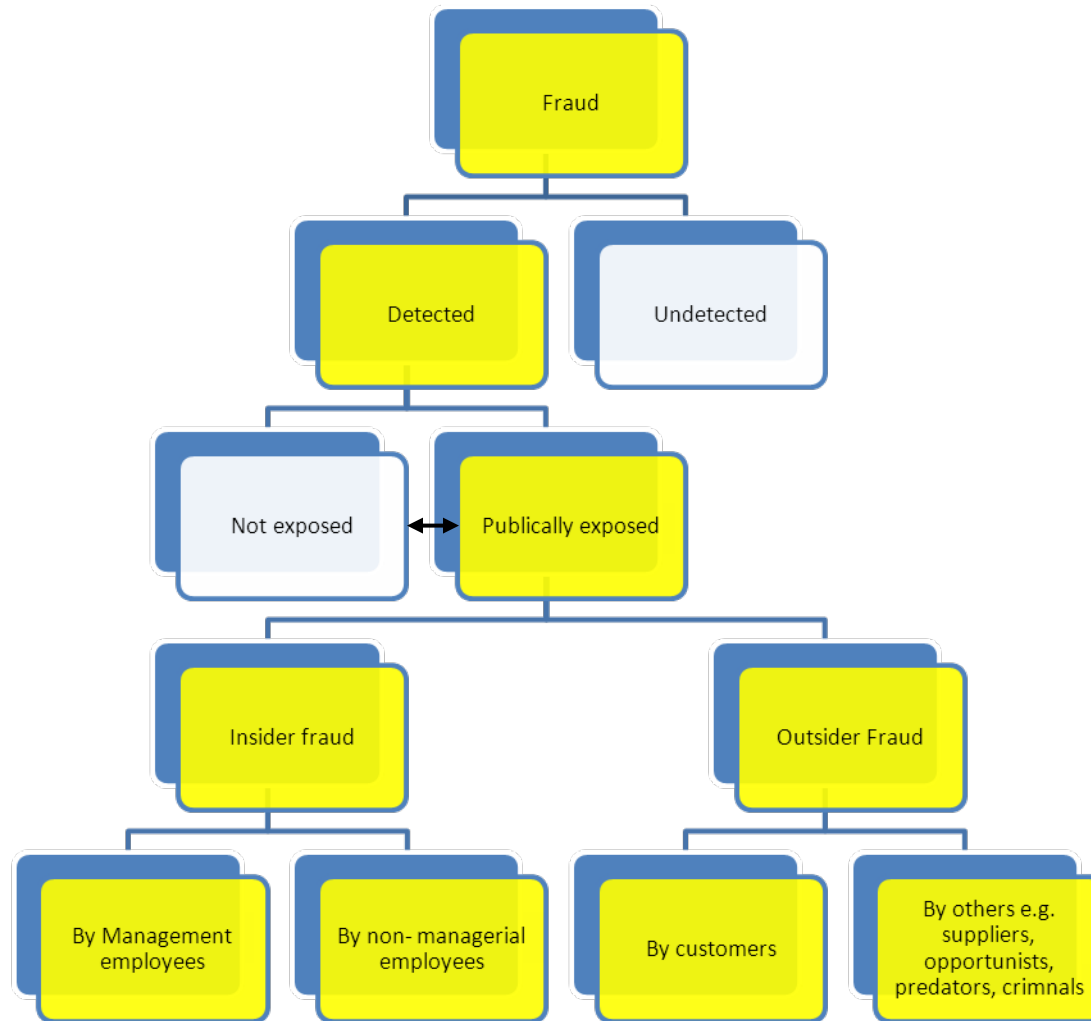 Fraud
Detected
Undetected
Not exposed
Publically exposed
Insider fraud
Outsider Fraud
By Management
employees
By non- managerial
employees
By customers
By others e.g.
suppliers,
opportunists,
predators, crimnals